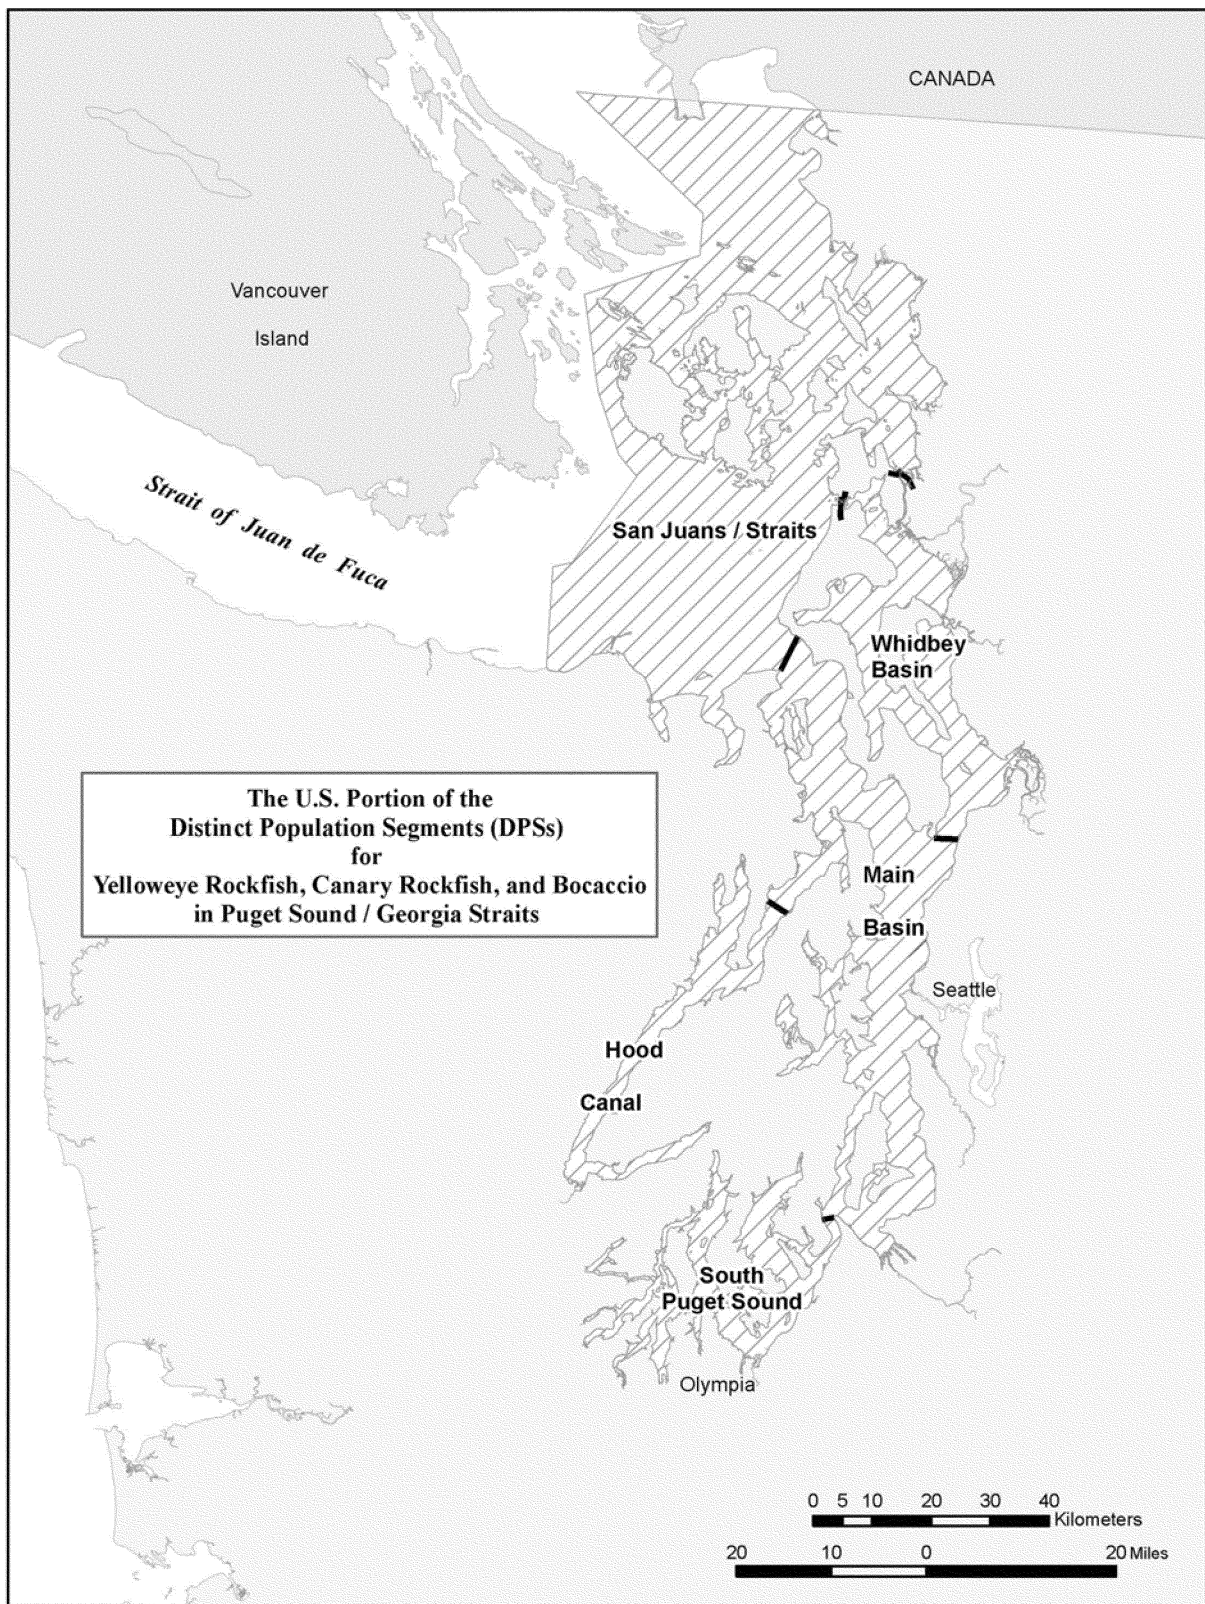 CANADA
Vancouver
Island
Strait of Juan de Fuca
San Juans / Straits
Whidbey
Basin
The U.S. Portion of the
Distinct Population Segments (DPSs)
for
Yelloweye Rockfish, Canary Rockfish, and Bocaccio
in Puget Sound / Georgia Straits
Main
Basin
Seattle
Hood
Canal
South
Puget Sound
Olympia
0 5 10 20 30 40
Kilometers
20 10 0 20 Miles